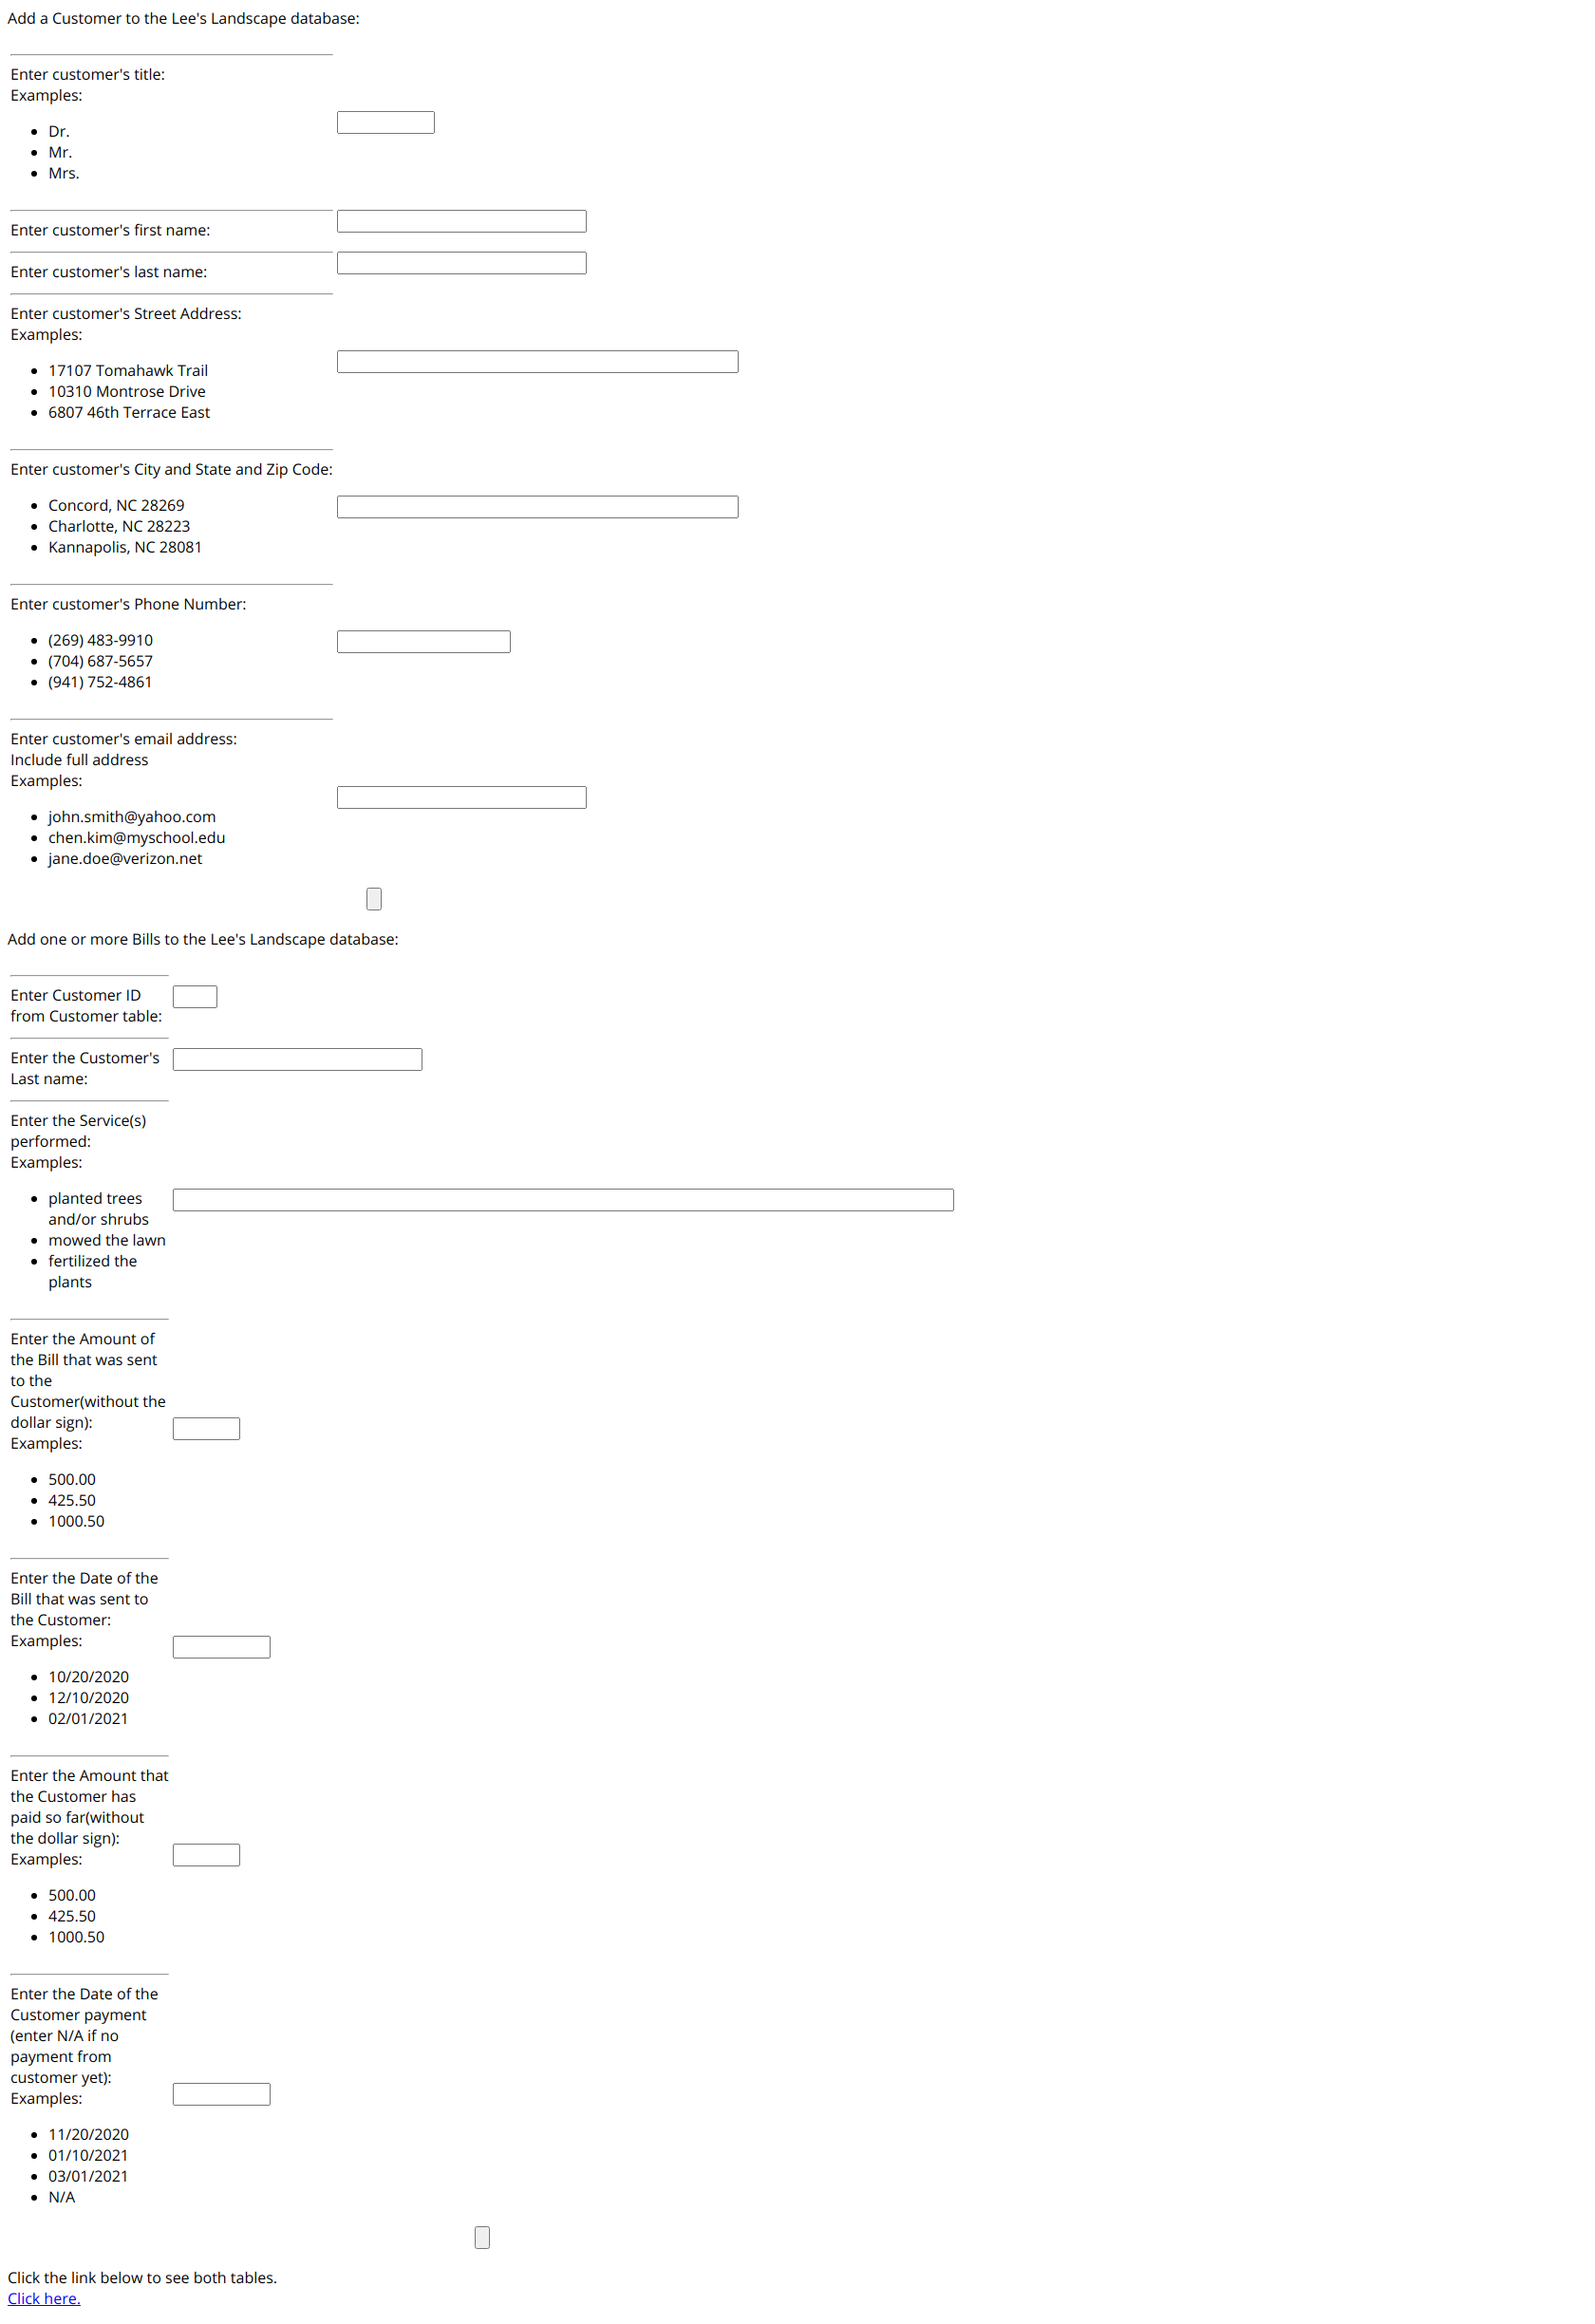 Add a Customer to the Lee's Landscape database:
Enter customer's title:
Examples:
Dr.
Mr.
Mrs.
Enter customer's first name:
Enter customer's last name:
Enter customer's Street Address:
Examples:
17107 Tomahawk Trail
10310 Montrose Drive
6807 46th Terrace East
Enter customer's City and State and Zip Code:
Concord, NC 28269
Charlotte, NC 28223
Kannapolis, NC 28081
Enter customer's Phone Number:
(269) 483-9910
(704) 687-5657
(941) 752-4861
Enter customer's email address:
Include full address
Examples:
john.smith@yahoo.com
chen.kim@myschool.edu
jane.doe@verizon.net
Add one or more Bills to the Lee's Landscape database:
Enter Customer ID
from Customer table:
Enter the Customer's
Last name:
Enter the Service(s)
performed:
Examples:
planted trees
and/or shrubs
mowed the lawn
fertilized the
plants
Enter the Amount of
the Bill that was sent
to the
Customer(without the
dollar sign):
Examples:
500.00
425.50
1000.50
Enter the Date of the
Bill that was sent to
the Customer:
Examples:
10/20/2020
12/10/2020
02/01/2021
Enter the Amount that
the Customer has
paid so far(without
the dollar sign):
Examples:
500.00
425.50
1000.50
Enter the Date of the
Customer payment
(enter N/A if no
payment from
customer yet):
Examples:
11/20/2020
01/10/2021
03/01/2021
N/A
Click the link below to see both tables.
Click here.